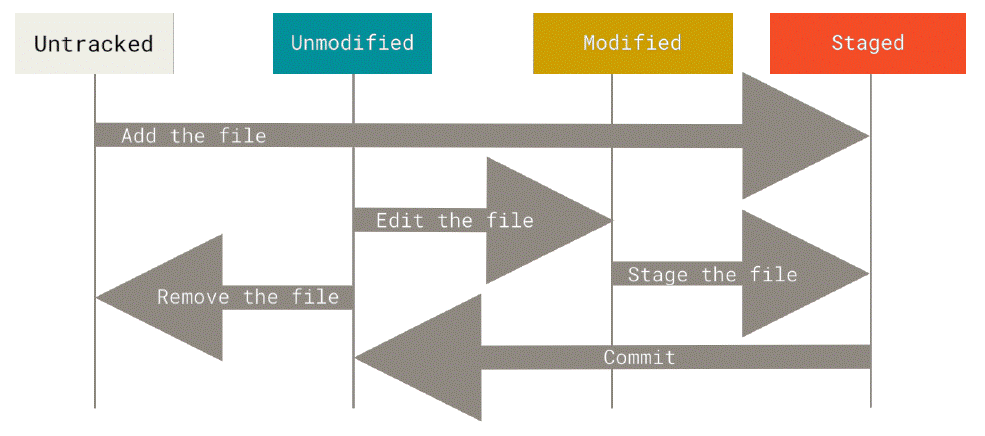 Untracked
Unmodified
Modified
Staged
Add the file
Edit the file
Stage the file
Remove the file
Commit